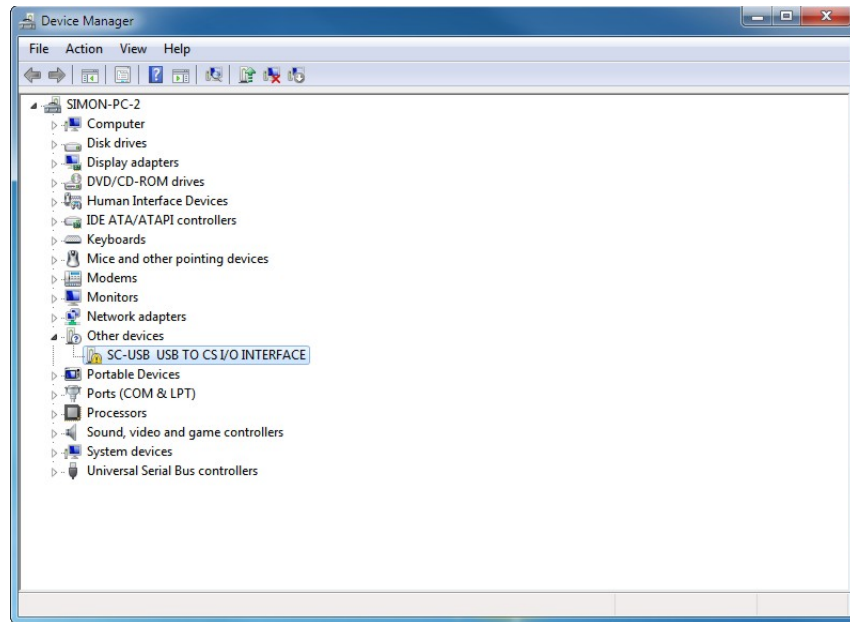 Device Manager
File Action View Help
SIMON-PC-2
Computer
Disk drives
Display adapters
DVD/CD-ROM drives
Human Interface Devices
IDE ATA/ATAPI controllers
Keyboards
Mice and other pointing devices
Modems
Monitors
Network adapters
Other devices
SC-USB USB TO CS I/O INTERFACE
Portable Devices
Ports (COM & LPT)
Processors
Sound, video and game controllers
System devices
Universal Serial Bus controllers